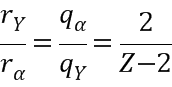 r_Y/r_α = q_α/q_Y = 2/(Z−2)